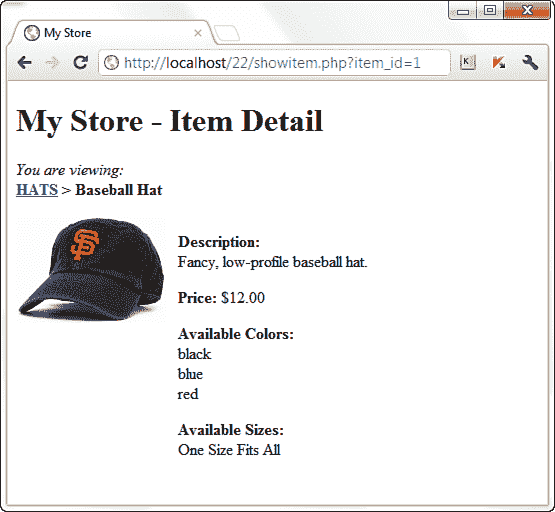 My Store
http://localhost/22/showitem.php?item_id=1
My Store - Item Detail
You are viewing:
HATS > Baseball Hat
SF
Description:
Fancy, low-profile baseball hat.
Price: $12.00
Available Colors:
black
blue
red
Available Sizes:
One Size Fits All